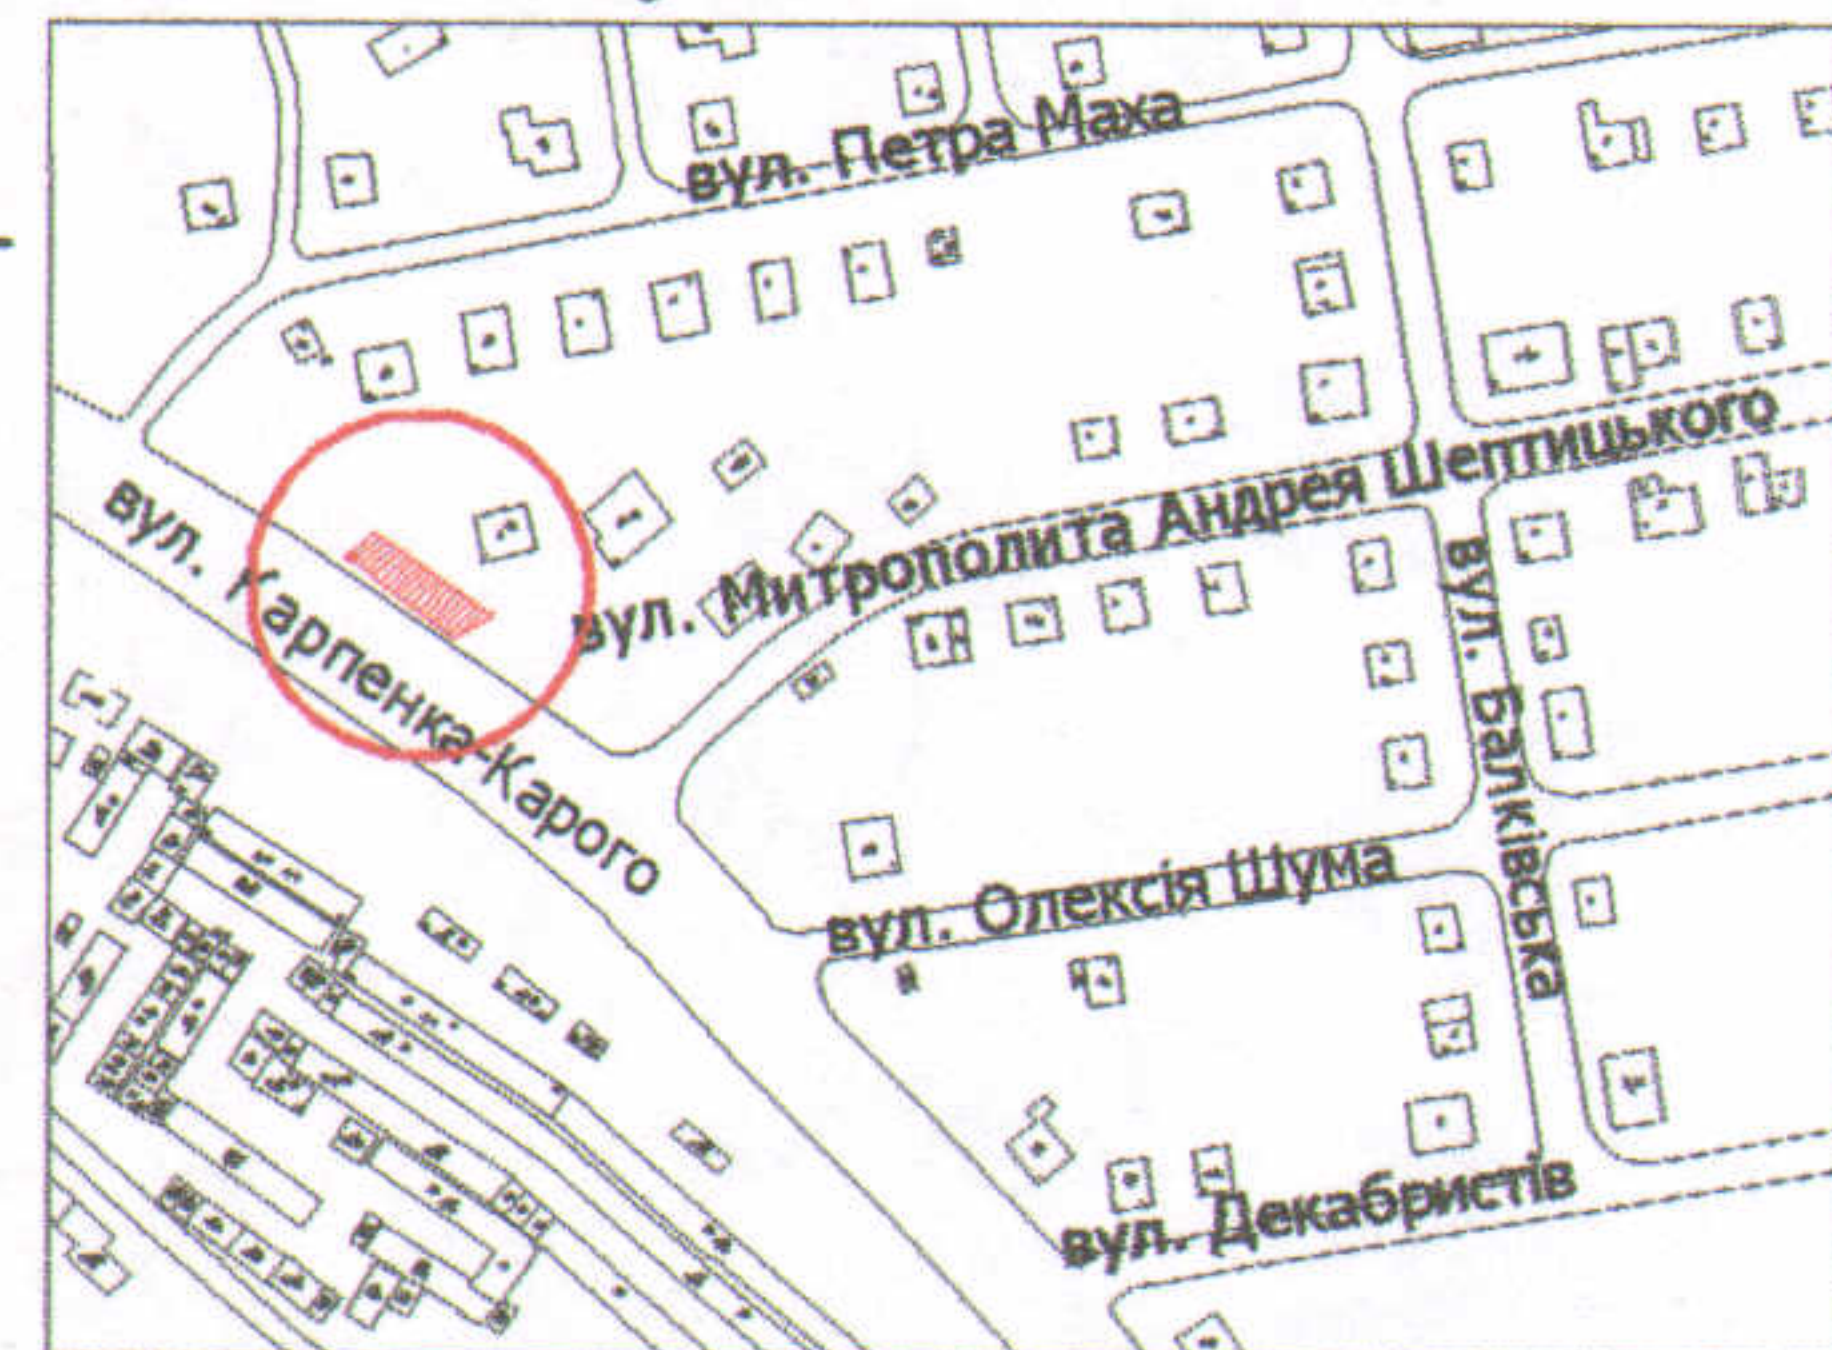 вул. Петра Маха
вул. Митрополита Андрея Шептицького
вул. Карпенка-Карого
вул. Балківська
вул. Олексія Шума
вул. Декабристів